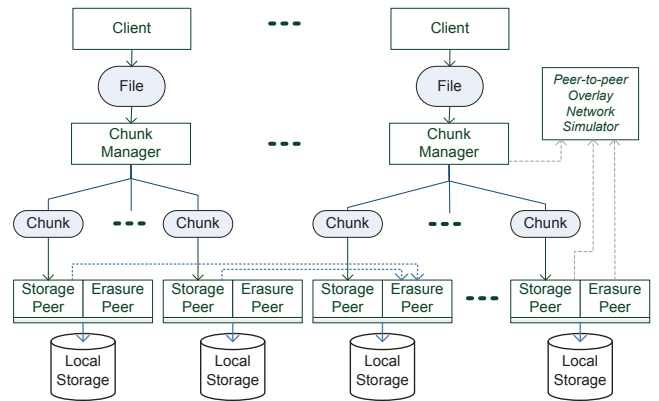 Client
Client
File
File
Peer-to-peer
Overlay
Network
Simulator
Chunk
Manager
Chunk
Manager
Chunk
Chunk
Chunk
Chunk
Storage
Peer
Erasure
Peer
Storage
Peer
Erasure
Peer
Storage
Peer
Erasure
Peer
Storage
Peer
Erasure
Peer
Local
Storage
Local
Storage
Local
Storage
Local
Storage